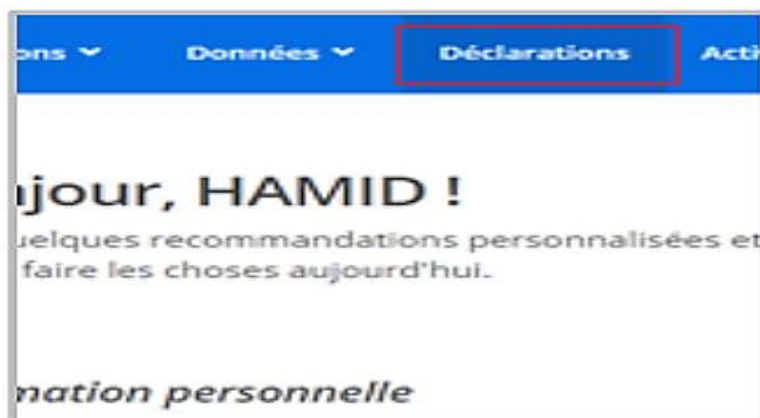 ons Données Déclarations Acti
jour, HAMID !
uelques recommandations personnalisées et
faire les choses aujourd'hui.
mation personnelle